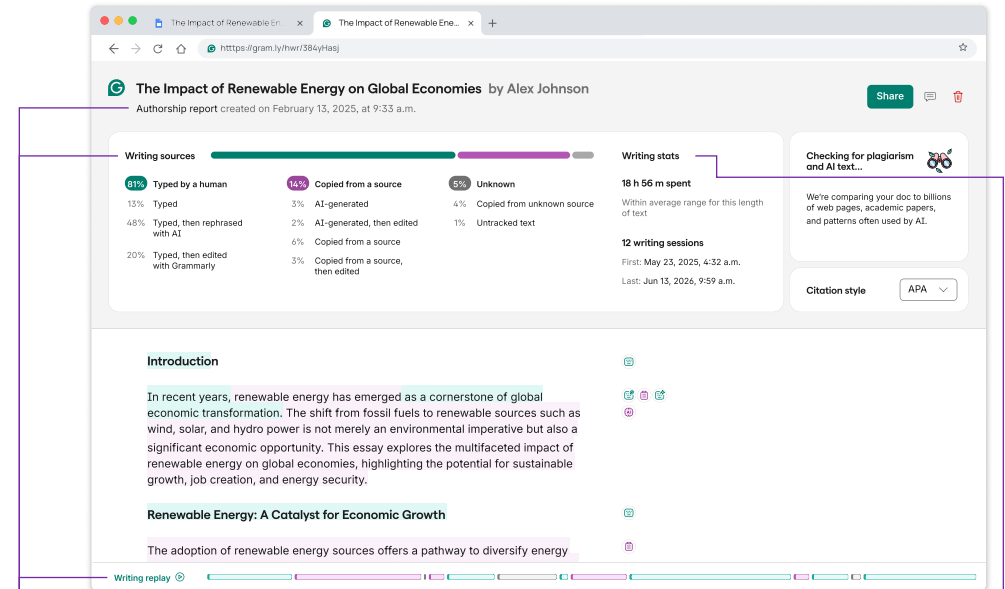 The Impact of Renewable En
The Impact of Renewable Ene...
htttps://gram.ly/hwr/384yHasj
The Impact of Renewable Energy on Global Economies by Alex Johnson
Authorship report created on February 13, 2025, at 9:33 a.m.
Share
Writing sources
81% Typed by a human
13% Typed
48% Typed, then rephrased
with AI
20% Typed, then edited
with Grammarly
14% Copied from a source
3% AI-generated
2% AI-generated, then edited
6% Copied from a source
3% Copied from a source,
then edited
5% Unknown
4% Copied from unknown source
1% Untracked text
Writing stats
18 h 56 m spent
Within average range for this length
of text
12 writing sessions
First: May 23, 2025, 4:32 a.m.
Last: Jun 13, 2026, 9:59 a.m.
Checking for plagiarism
and AI text...
We're comparing your doc to billions
of web pages, academic papers,
and patterns often used by AI.
Citation style
APA
Introduction
In recent years, renewable energy has emerged as a cornerstone of global
economic transformation. The shift from fossil fuels to renewable sources such as
wind, solar, and hydro power is not merely an environmental imperative but also a
significant economic opportunity. This essay explores the multifaceted impact of
renewable energy on global economies, highlighting the potential for sustainable
growth, job creation, and energy security.
Renewable Energy: A Catalyst for Economic Growth
The adoption of renewable energy sources offers a pathway to diversify energy
Writing replay